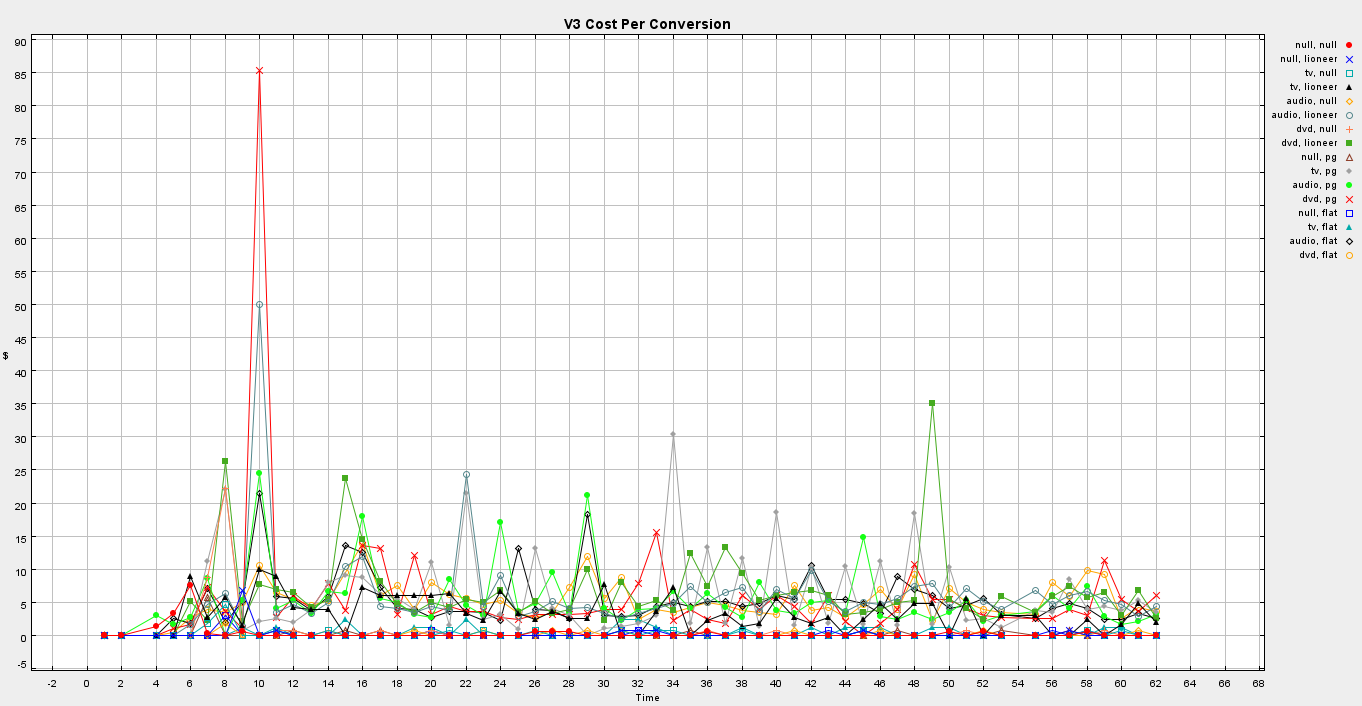 V3 Cost Per Conversion
90
85
80
75
70
65
60
55
50
45
40
35
30
25
20
15
10
5
0
-5
$
-2 0 2 4 6 8 10 12 14 16 18 20 22 24 26 28 30 32 34 36 38 40 42 44 46 48 50 52 54 56 58 60 62 64 66 68
Time
null, null
null, lioneer
tv, null
tv, lioneer
audio, null
audio, lioneer
dvd, null
dvd, lioneer
null, pg
tv, pg
audio, pg
dvd, pg
null, flat
tv, flat
audio, flat
dvd, flat